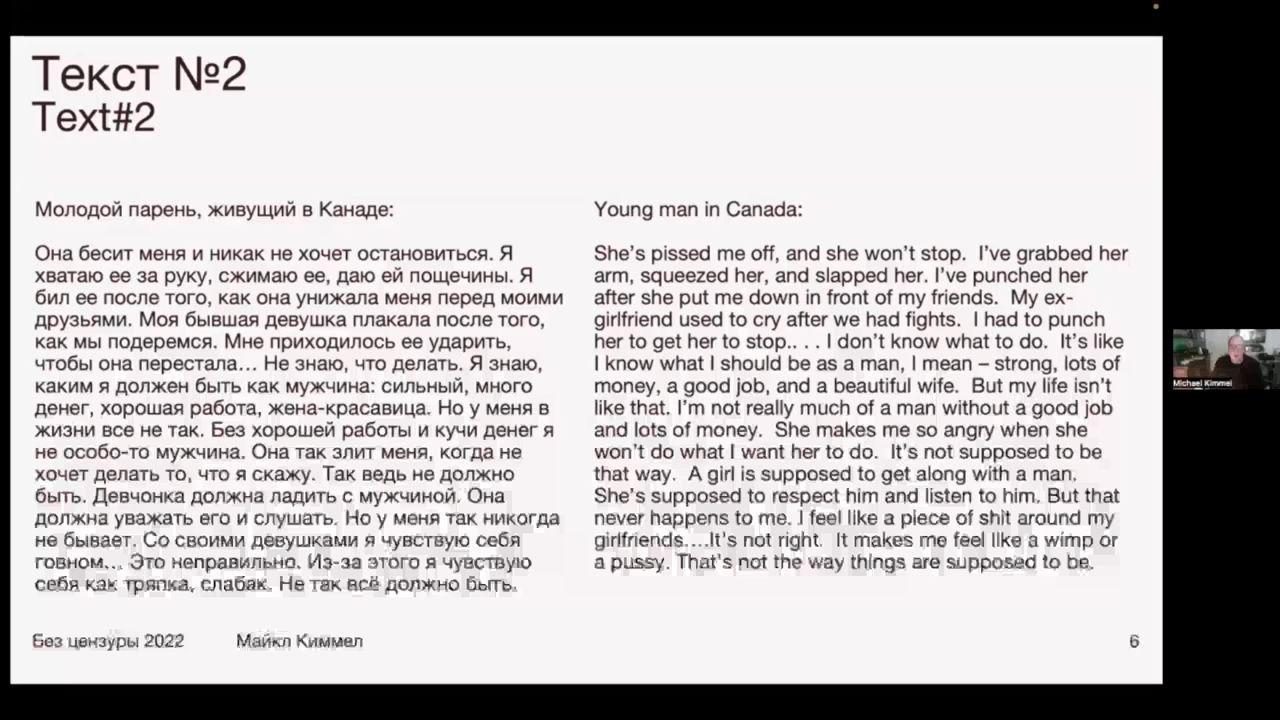 Текст №2
Text#2
Молодой парень, живущий в Канаде:
Она бесит меня и никак не хочет остановиться. Я
хватаю ее за руку, сжимаю ее, даю ей пощечины. Я
бил ее после того, как она унижала меня перед моими
друзьями. Моя бывшая девушка плакала после того,
как мы подеремся. Мне приходилось ее ударить,
чтобы она перестала... Не знаю, что делать. Я знаю,
каким я должен быть как мужчина: сильный, много
денег, хорошая работа, жена-красавица. Но у меня в
жизни все не так. Без хорошей работы и кучи денег я
не особо-то мужчина. Она так злит меня, когда не
хочет делать то, что я скажу. Так ведь не должно
быть. Девчонка должна ладить с мужчиной. Она
должна уважать его и слушать. Но у меня так никогда
не бывает. Со своими девушками я чувствую себя
говном... Это неправильно. Из-за этого я чувствую
себя как тряпка, слабак. Не так всё должно быть.
Young man in Canada:
She's pissed me off, and she won't stop. I've grabbed her
arm, squeezed her, and slapped her. I've punched her
after she put me down in front of my friends. My ex-
girlfriend used to cry after we had fights. I had to punch
her to get her to stop.. . . I don't know what to do. It's like
I know what I should be as a man, I mean – strong, lots of
money, a good job, and a beautiful wife. But my life isn't
like that. I'm not really much of a man without a good job
and lots of money. She makes me so angry when she
won't do what I want her to do. It's not supposed to be
that way. A girl is supposed to get along with a man.
She's supposed to respect him and listen to him. But that
never happens to me. I feel like a piece of shit around my
girlfriends....It's not right. It makes me feel like a wimp or
a pussy. That's not the way things are supposed to be.
Без цензуры 2022
Майкл Киммел
6
Michael Kimmel